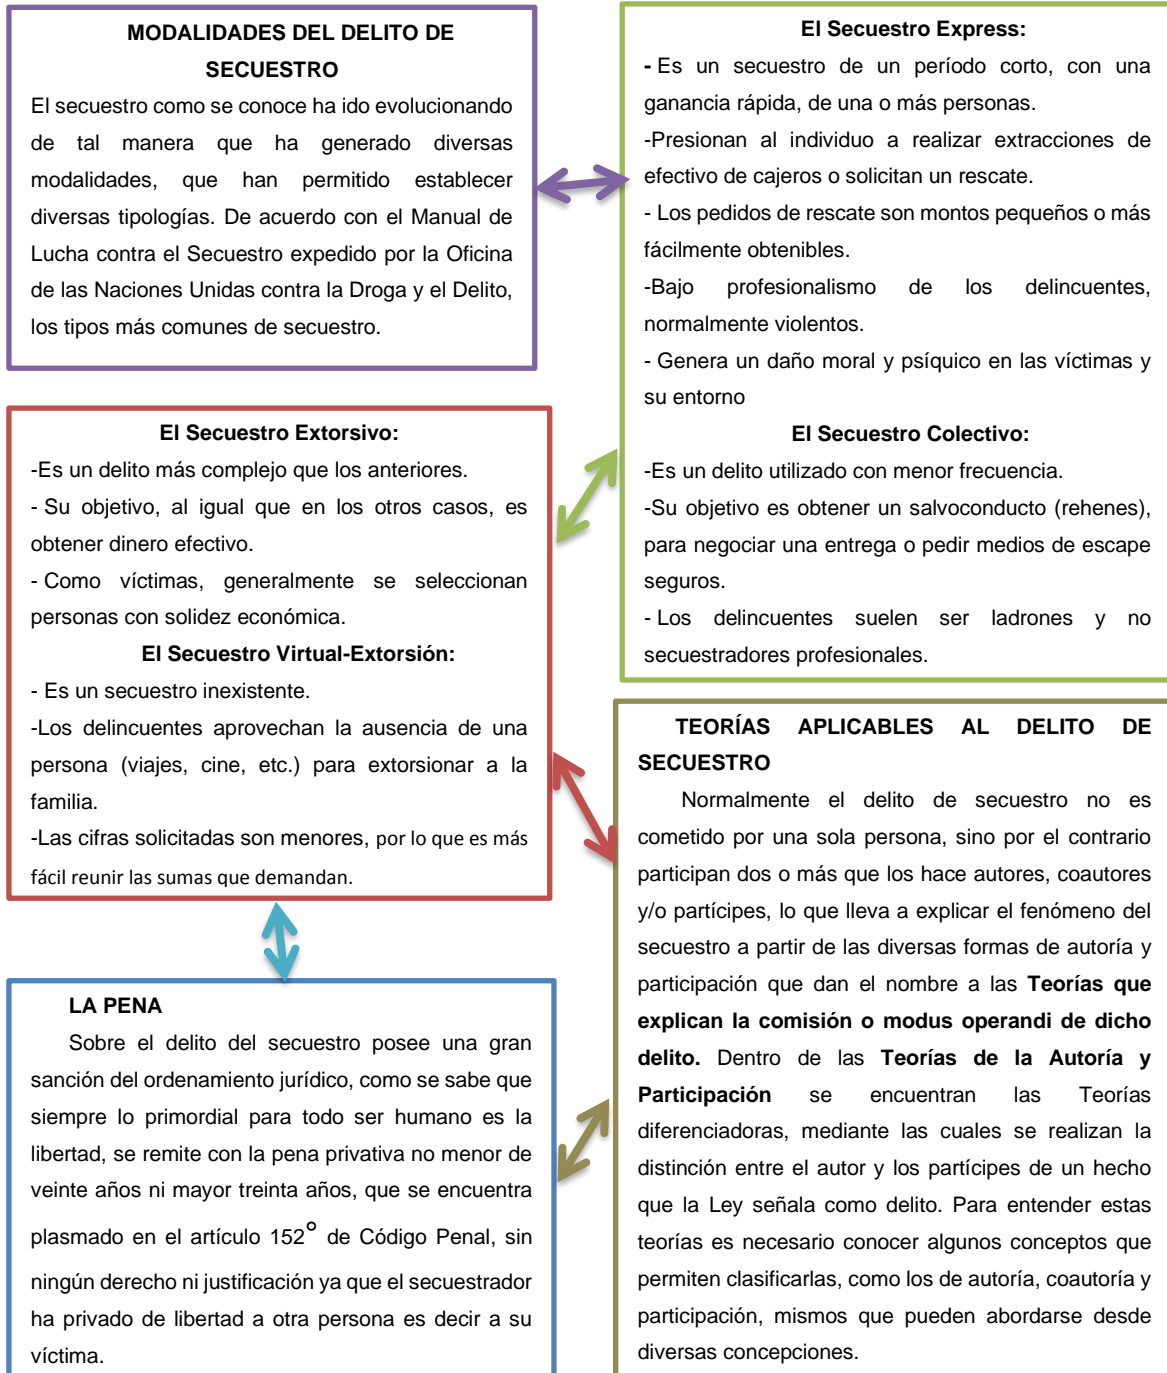 MODALIDADES DEL DELITO DE
SECUESTRO
El secuestro como se conoce ha ido evolucionando
de tal manera que ha generado diversas
modalidades, que han permitido establecer
diversas tipologías. De acuerdo con el Manual de
Lucha contra el Secuestro expedido por la Oficina
de las Naciones Unidas contra la Droga y el Delito,
los tipos más comunes de secuestro.
El Secuestro Express:
- Es un secuestro de un período corto, con una
ganancia rápida, de una o más personas.
-Presionan al individuo a realizar extracciones de
efectivo de cajeros o solicitan un rescate.
- Los pedidos de rescate son montos pequeños o más
fácilmente obtenibles.
-Bajo profesionalismo de los delincuentes,
normalmente violentos.
- Genera un daño moral y psíquico en las víctimas y
su entorno
El Secuestro Colectivo:
-Es un delito utilizado con menor frecuencia.
-Su objetivo es obtener un salvoconducto (rehenes),
para negociar una entrega o pedir medios de escape
seguros.
- Los delincuentes suelen ser ladrones y no
secuestradores profesionales.
El Secuestro Extorsivo:
-Es un delito más complejo que los anteriores.
- Su objetivo, al igual que en los otros casos, es
obtener dinero efectivo.
- Como víctimas, generalmente se seleccionan
personas con solidez económica.
El Secuestro Virtual-Extorsión:
- Es un secuestro inexistente.
-Los delincuentes aprovechan la ausencia de una
persona (viajes, cine, etc.) para extorsionar a la
familia.
-Las cifras solicitadas son menores, por lo que es más
fácil reunir las sumas que demandan.
TEORÍAS APLICABLES AL DELITO DE
SECUESTRO
Normalmente el delito de secuestro no es
cometido por una sola persona, sino por el contrario
participan dos o más que los hace autores, coautores
y/o partícipes, lo que lleva a explicar el fenómeno del
secuestro a partir de las diversas formas de autoría y
participación que dan el nombre a las Teorías que
explican la comisión o modus operandi de dicho
delito. Dentro de las Teorías de la Autoría y
Participación se encuentran las Teorías
diferenciadoras, mediante las cuales se realizan la
distinción entre el autor y los partícipes de un hecho
que la Ley señala como delito. Para entender estas
teorías es necesario conocer algunos conceptos que
permiten clasificarlas, como los de autoría, coautoría y
participación, mismos que pueden abordarse desde
diversas concepciones.
LA PENA
Sobre el delito del secuestro posee una gran
sanción del ordenamiento jurídico, como se sabe que
siempre lo primordial para todo ser humano es la
libertad, se remite con la pena privativa no menor de
veinte años ni mayor treinta años, que se encuentra
plasmado en el artículo 152° de Código Penal, sin
ningún derecho ni justificación ya que el secuestrador
ha privado de libertad a otra persona es decir a su
víctima.